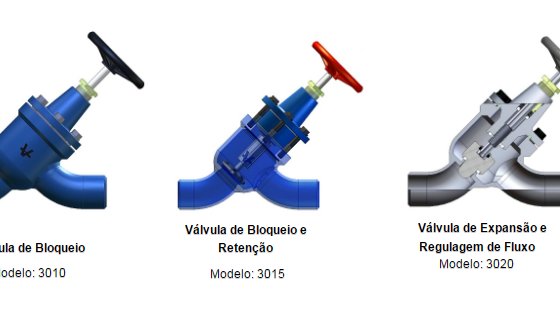 ula de Bloqueio
odelo: 3010
Válvula de Bloqueio e
Retenção
Modelo: 3015
Válvula de Expansão e
Regulagem de Fluxo
Modelo: 3020